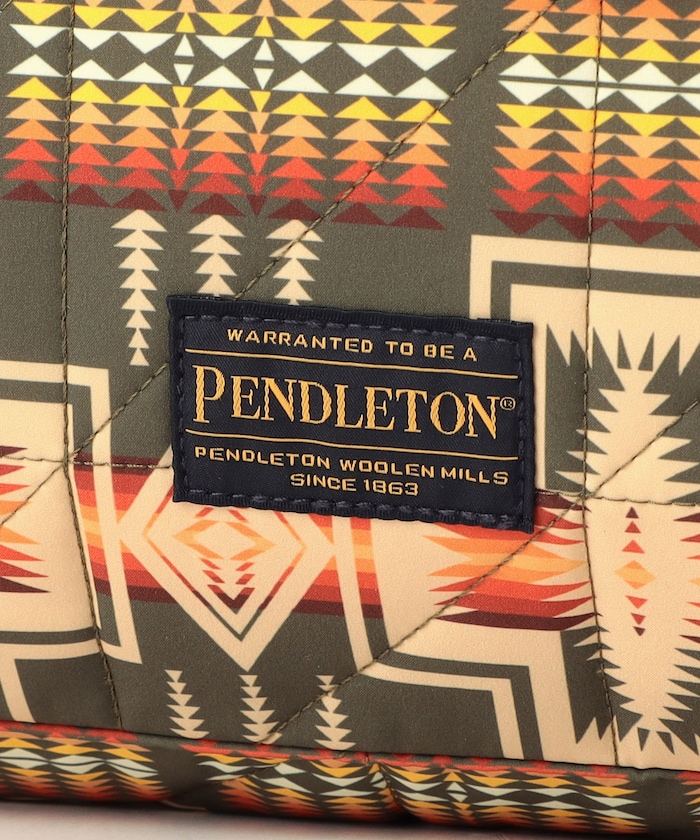 WARRANTED TO BE A
PENDLETON®
PENDLETON WOOLEN MILLS
SINCE 1863